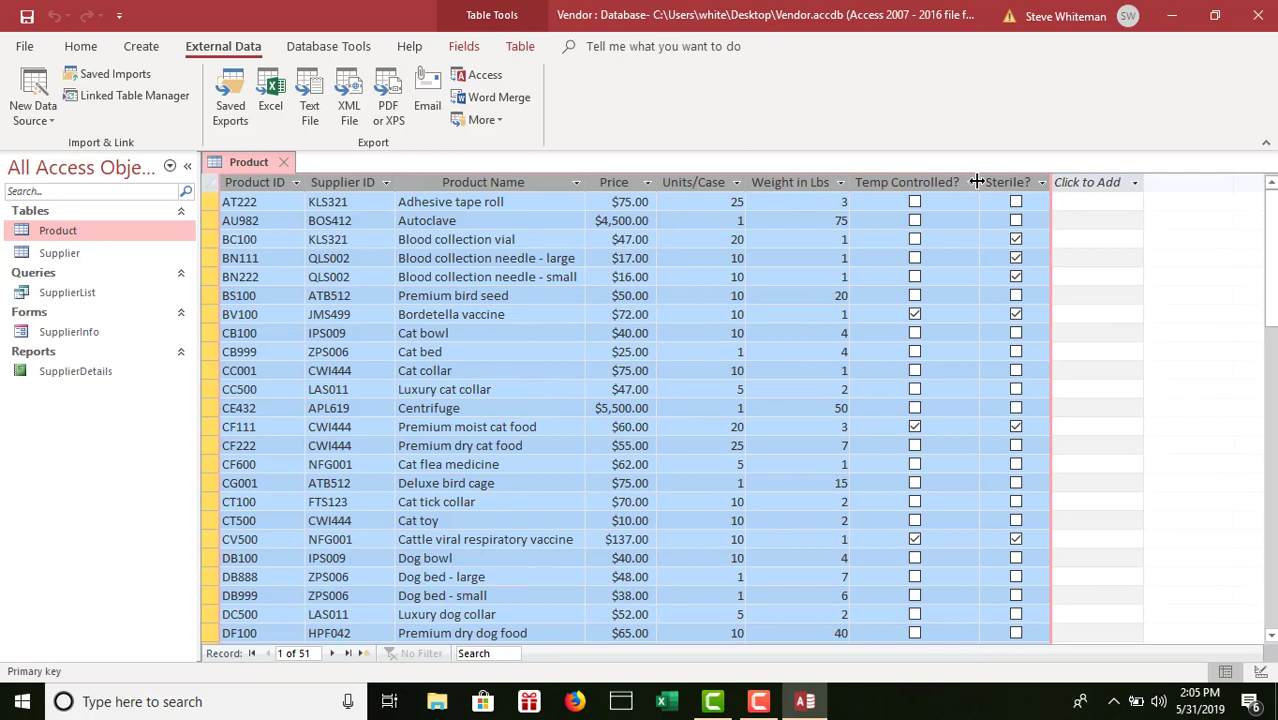 Table Tools
Vendor : Database- C:\Users\white\Desktop\Vendor.accdb (Access 2007 - 2016 file f...
Steve Whiteman SW
File Home Create External Data Database Tools Help Fields Table Tell me what you want to do
New Data Source
Saved Imports
Linked Table Manager
Import & Link
Saved Exports
Excel
Text File
XML File
PDF or XPS
Email
Access
Word Merge
More
Export
All Access Obje... «
Search...
Tables
Product
Supplier
Queries
SupplierList
Forms
SupplierInfo
Reports
SupplierDetails
Product
Product ID Supplier ID Product Name Price Units/Case Weight in Lbs Temp Controlled? Sterile? Click to Add
AT222 KLS321 Adhesive tape roll $75.00 25 3
AU982 BOS412 Autoclave $4,500.00 1 75
BC100 KLS321 Blood collection vial $47.00 20 1
BN111 QLS002 Blood collection needle - large $17.00 10 1
BN222 QLS002 Blood collection needle - small $16.00 10 1
BS100 ATB512 Premium bird seed $50.00 10 20
BV100 JMS499 Bordetella vaccine $72.00 10 1
CB100 IPS009 Cat bowl $40.00 10 4
CB999 ZPS006 Cat bed $25.00 1 4
CC001 CWI444 Cat collar $75.00 10 1
CC500 LAS011 Luxury cat collar $47.00 5 2
CE432 APL619 Centrifuge $5,500.00 1 50
CF111 CWI444 Premium moist cat food $60.00 20 3
CF222 CWI444 Premium dry cat food $55.00 25 7
CF600 NFG001 Cat flea medicine $62.00 5 1
CG001 ATB512 Deluxe bird cage $75.00 1 15
CT100 FTS123 Cat tick collar $70.00 10 2
CT500 CWI444 Cat toy $10.00 10 2
CV500 NFG001 Cattle viral respiratory vaccine $137.00 10 1
DB100 IPS009 Dog bowl $40.00 10 4
DB888 ZPS006 Dog bed - large $48.00 1 7
DB999 ZPS006 Dog bed - small $38.00 1 6
DC500 LAS011 Luxury dog collar $52.00 5 2
DF100 HPF042 Premium dry dog food $65.00 10 40
Record: 1 of 51 No Filter Search
Primary key
Type here to search
2:05 PM
5/31/2019
6